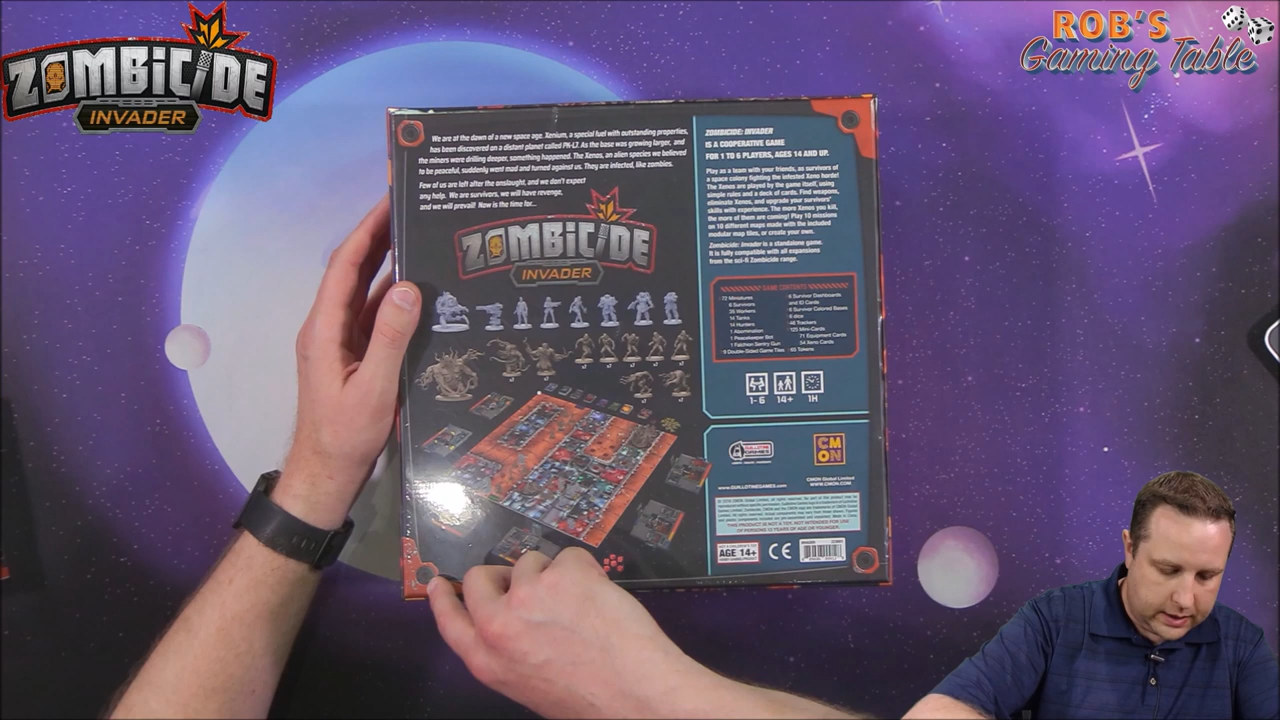 ZOMBICIDE
INVADER
ROB'S
Gaming Table
We are at the dawn of a new space age. Xenium, a special fuel with outstanding properties,
has been discovered on a distant planet called PK-L7. As the base was growing larger, and
the miners were drilling deeper, something happened. The Xenos, an alien species we believed
to be peaceful, suddenly went mad and turned against us. They are infected, like zombies.
Few of us are left after the onslaught, and we don't expect
any help. We are survivors, we will have revenge,
and we will prevail! Now is the time for...
ZOMBICIDE
INVADER
ZOMBICIDE: INVADER
IS A COOPERATIVE GAME
FOR 1 TO 6 PLAYERS, AGES 14 AND UP.
Play as a team with your friends, as survivors of
a space colony fighting the infested Xeno horde!
The Xenos are played by the game itself, using
simple rules and a deck of cards. Find weapons,
eliminate Xenos, and upgrade your survivors'
skills with experience. The more Xenos you kill,
the more of them are coming! Play 10 missions
on 10 different maps made with the included
modular map tiles, or create your own.
Zombicide: Invader is a standalone game.
It is fully compatible with all expansions
from the sci-fi Zombicide range.
GAME CONTENTS
72 Miniatures
6 Survivors
35 Workers
14 Tanks
14 Hunters
1 Abomination
1 Peacekeeper Bot
1 Falchion Sentry Gun
9 Double-Sided Game Tiles
6 Survivor Dashboards
and ID Cards
6 Survivor Colored Bases
6 dice
48 Trackers
125 Mini-Cards
71 Equipment Cards
54 Xeno Cards
65 Tokens
1-6
14+
1H
GUILLOTINE
GAMES
CM
ON
www.GUILLOTINEGAMES.com
CMON Global Limited
WWW.CMON.COM
THIS PRODUCT IS NOT A TOY. NOT INTENDED FOR USE
OF PERSONS 13 YEARS OF AGE OR YOUNGER.
AGE 14+
CE